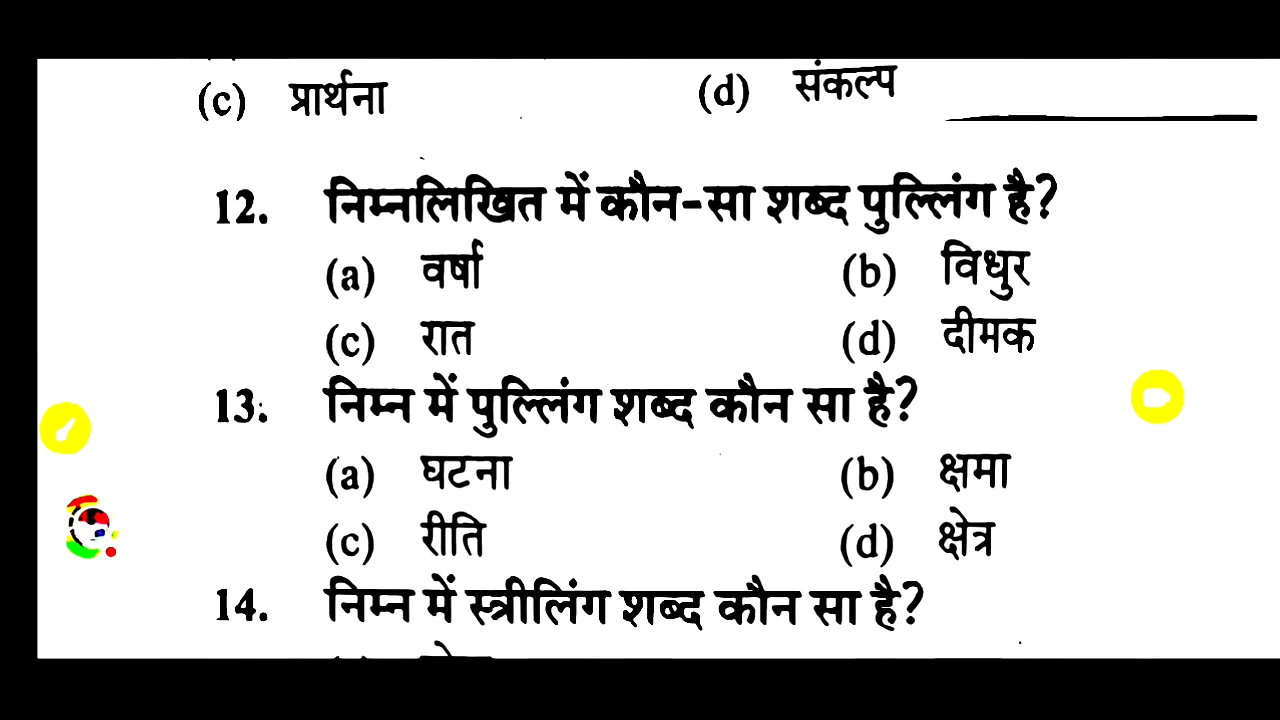 (c) प्रार्थना (d) संकल्प
12. निम्नलिखित में कौन-सा शब्द पुल्लिंग है?
(a) वर्षा (b) विधुर
(c) रात (d) दीमक
13. निम्न में पुल्लिंग शब्द कौन सा है?
(a) घटना (b) क्षमा
(c) रीति (d) क्षेत्र
14. निम्न में स्त्रीलिंग शब्द कौन सा है?